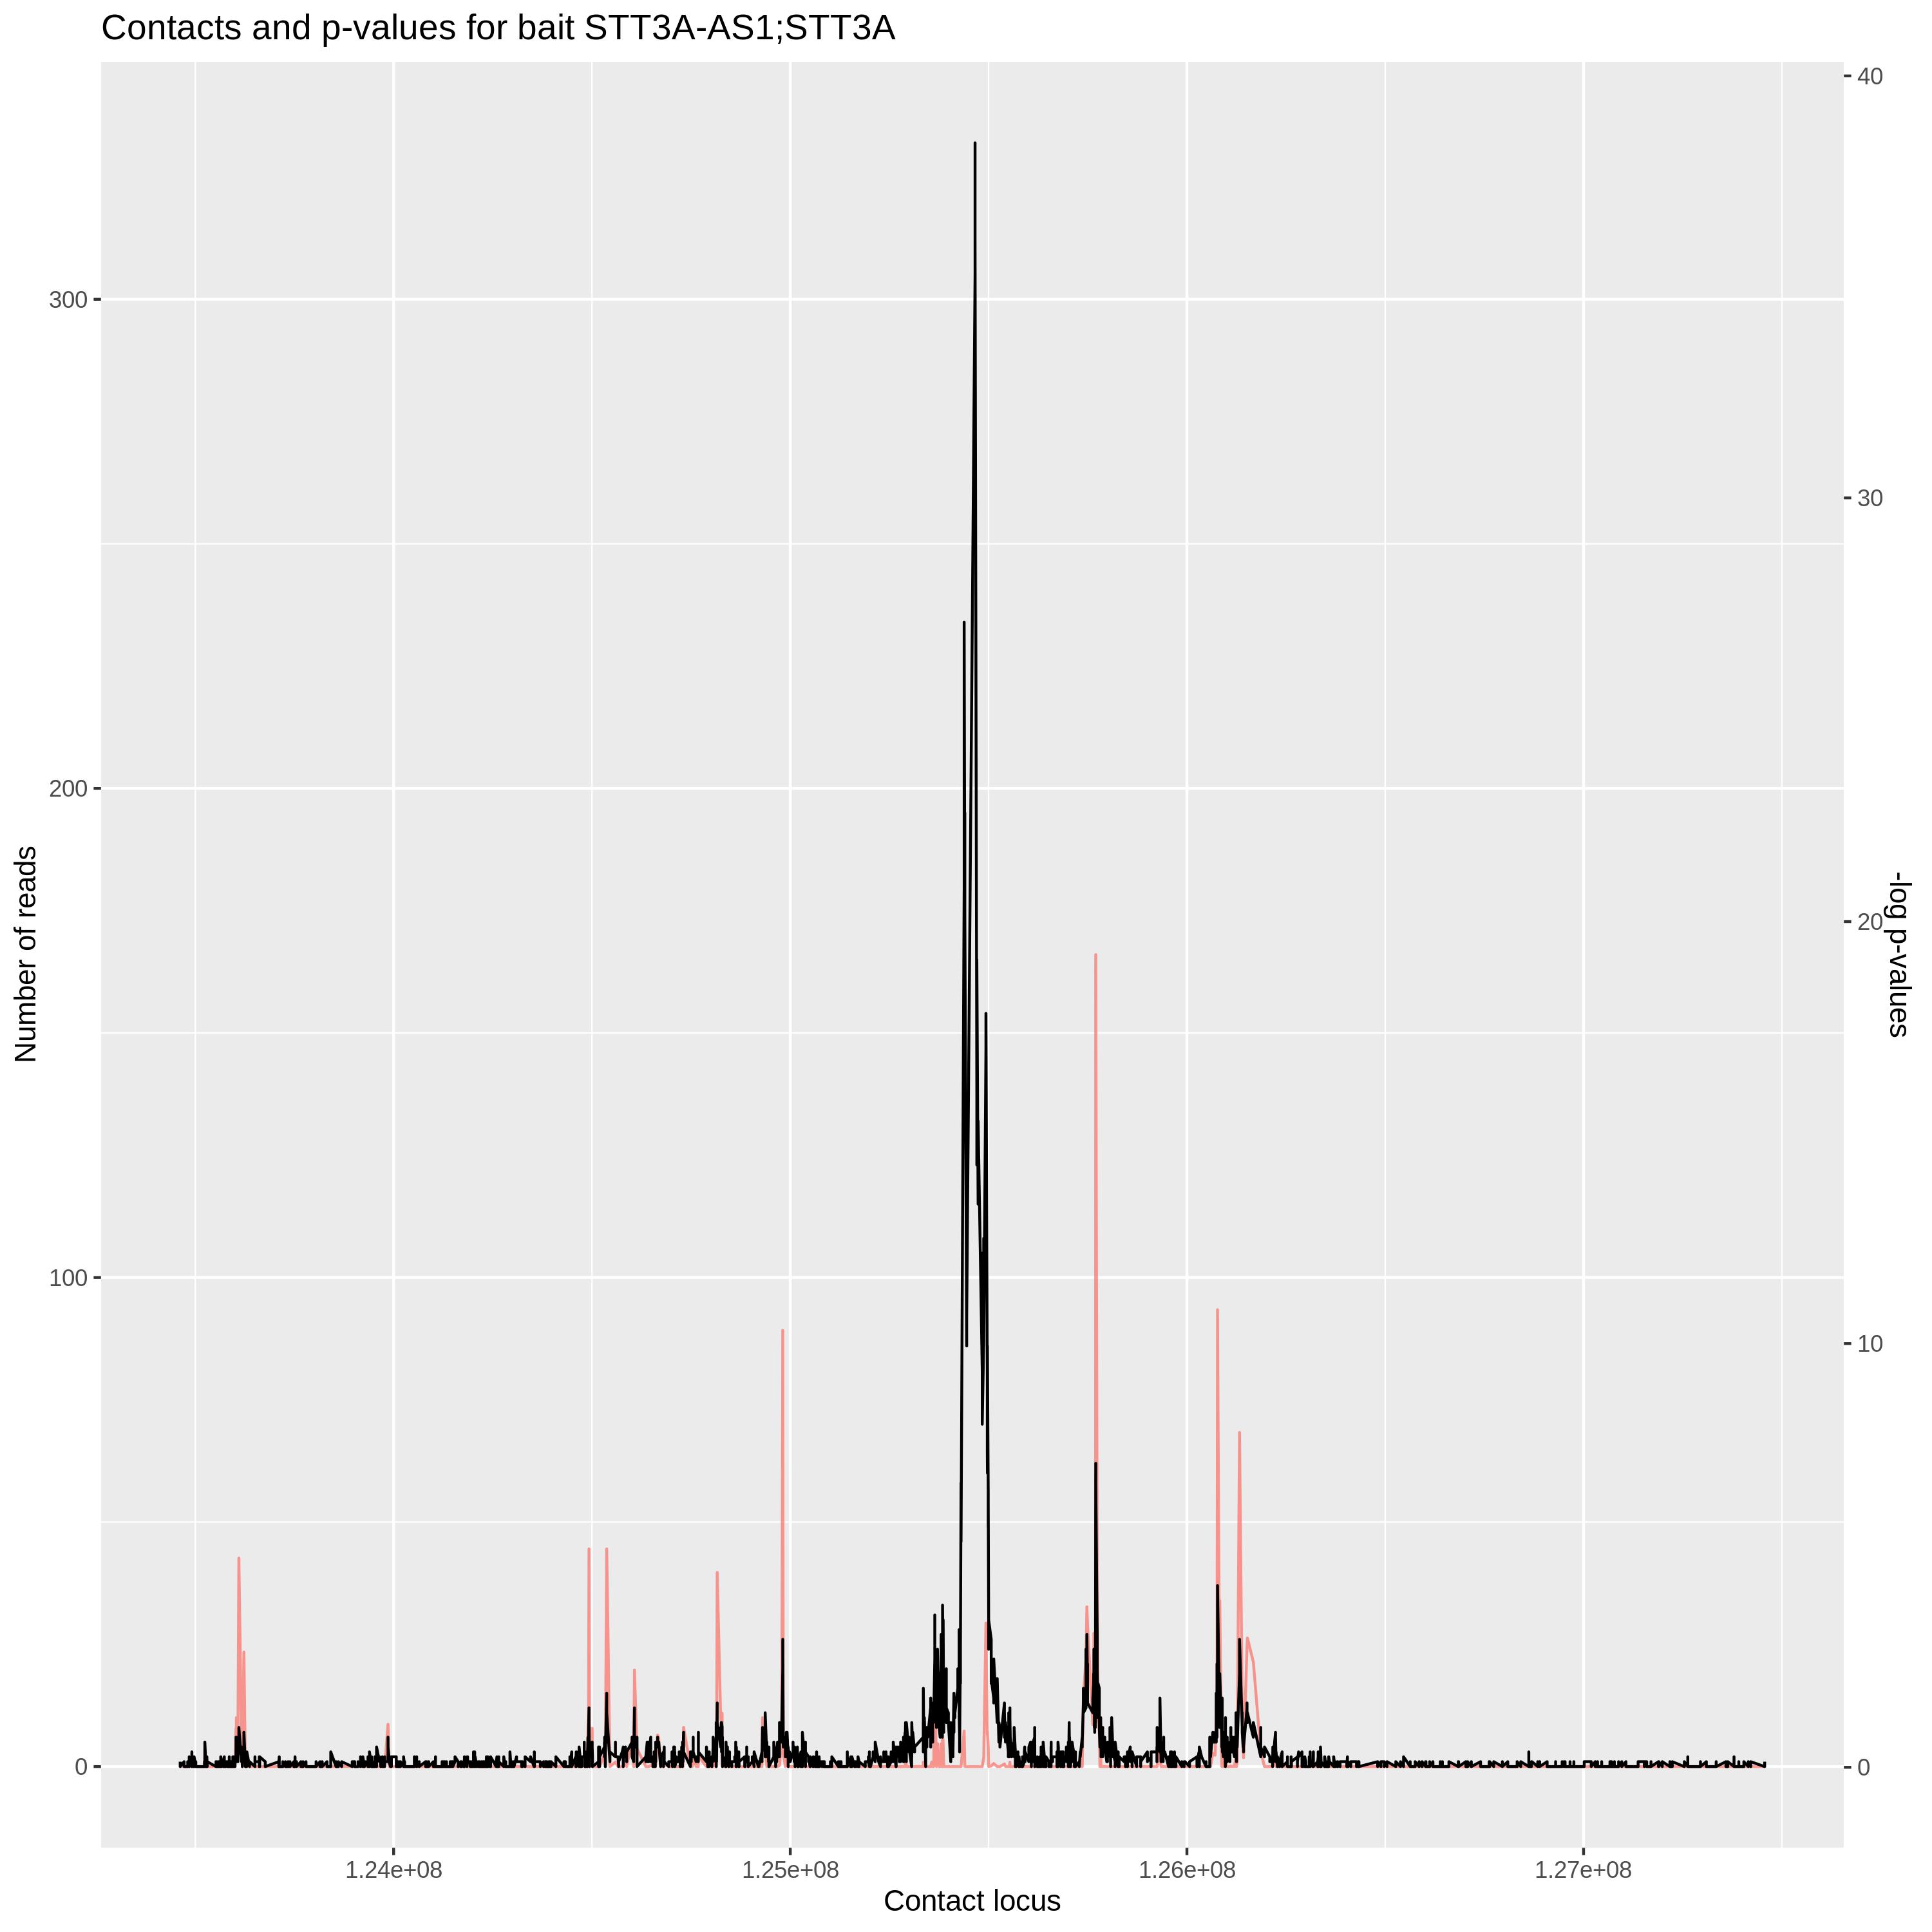 Contacts and p-values for bait STT3A-AS1;STT3A
Number of reads
300
200
100
0
40
30
20
10
0
-log p-values
1.24e+08
1.25e+08
1.26e+08
1.27e+08
Contact locus